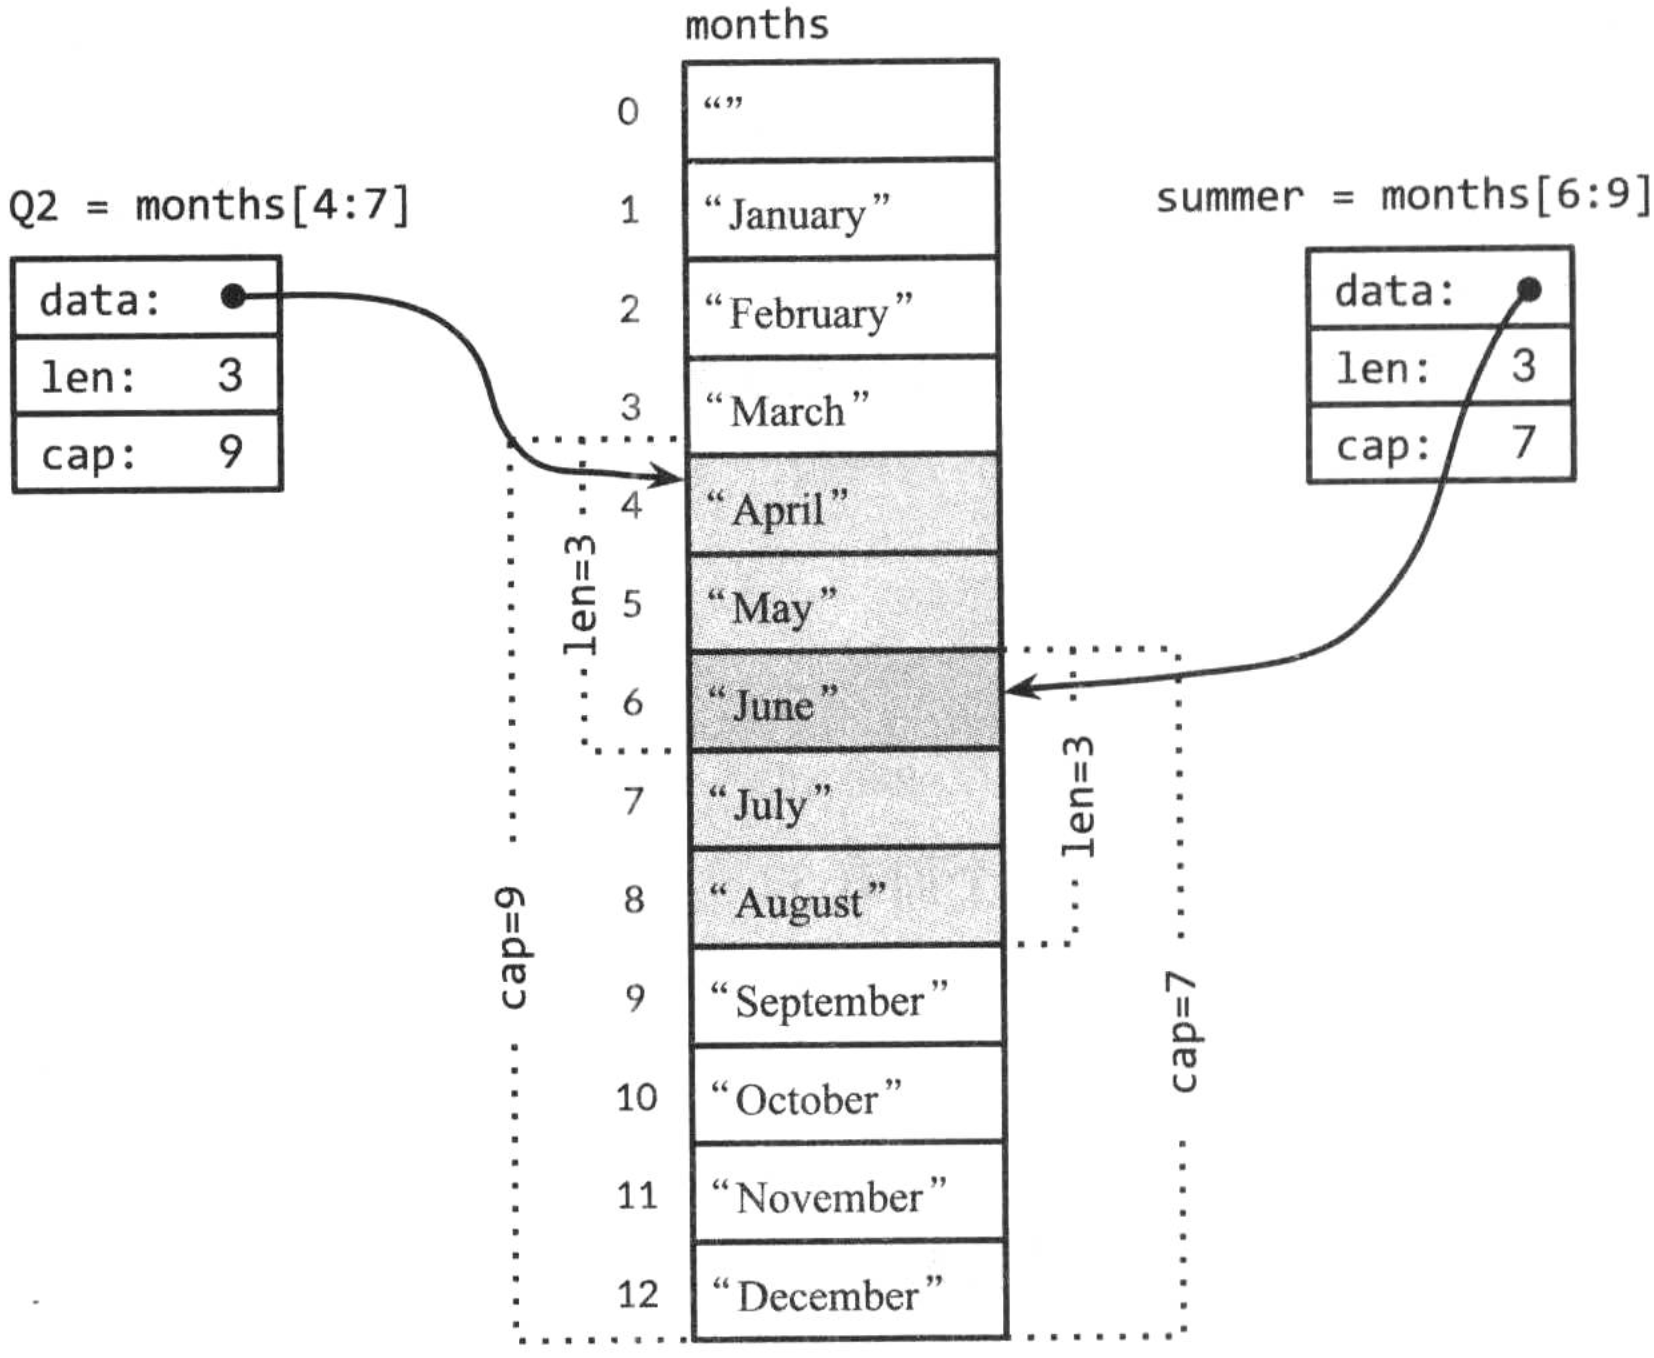 months
0 “”
Q2 = months[4:7]
data:
len: 3
cap: 9
summer = months[6:9]
data:
len: 3
cap: 7
1 “January”
2 “February”
3 “March”
4 “April”
5 “May”
6 “June”
7 “July”
8 “August”
9 “September”
10 “October”
11 “November”
12 “December”
len=3
cap=9
len=3
cap=7